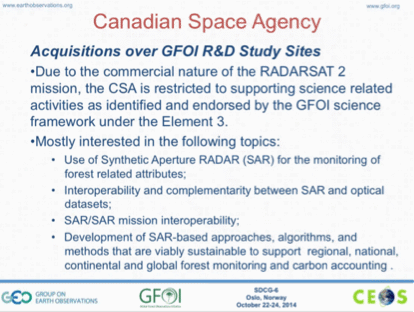 www.earthobservations.org
www.gfoi.org
Canadian Space Agency
Acquisitions over GFOI R&D Study Sites
•Due to the commercial nature of the RADARSAT 2
mission, the CSA is restricted to supporting science related
activities as identified and endorsed by the GFOI science
framework under the Element 3.
•Mostly interested in the following topics:
• Use of Synthetic Aperture RADAR (SAR) for the monitoring of
forest related attributes;
• Interoperability and complementarity between SAR and optical
datasets;
• SAR/SAR mission interoperability;
• Development of SAR-based approaches, algorithms, and
methods that are viably sustainable to support regional, national,
continental and global forest monitoring and carbon accounting .
GEO GROUP ON
EARTH OBSERVATIONS
GFOI
SDCG-6
Oslo, Norway
October 22-24, 2014
CEOS